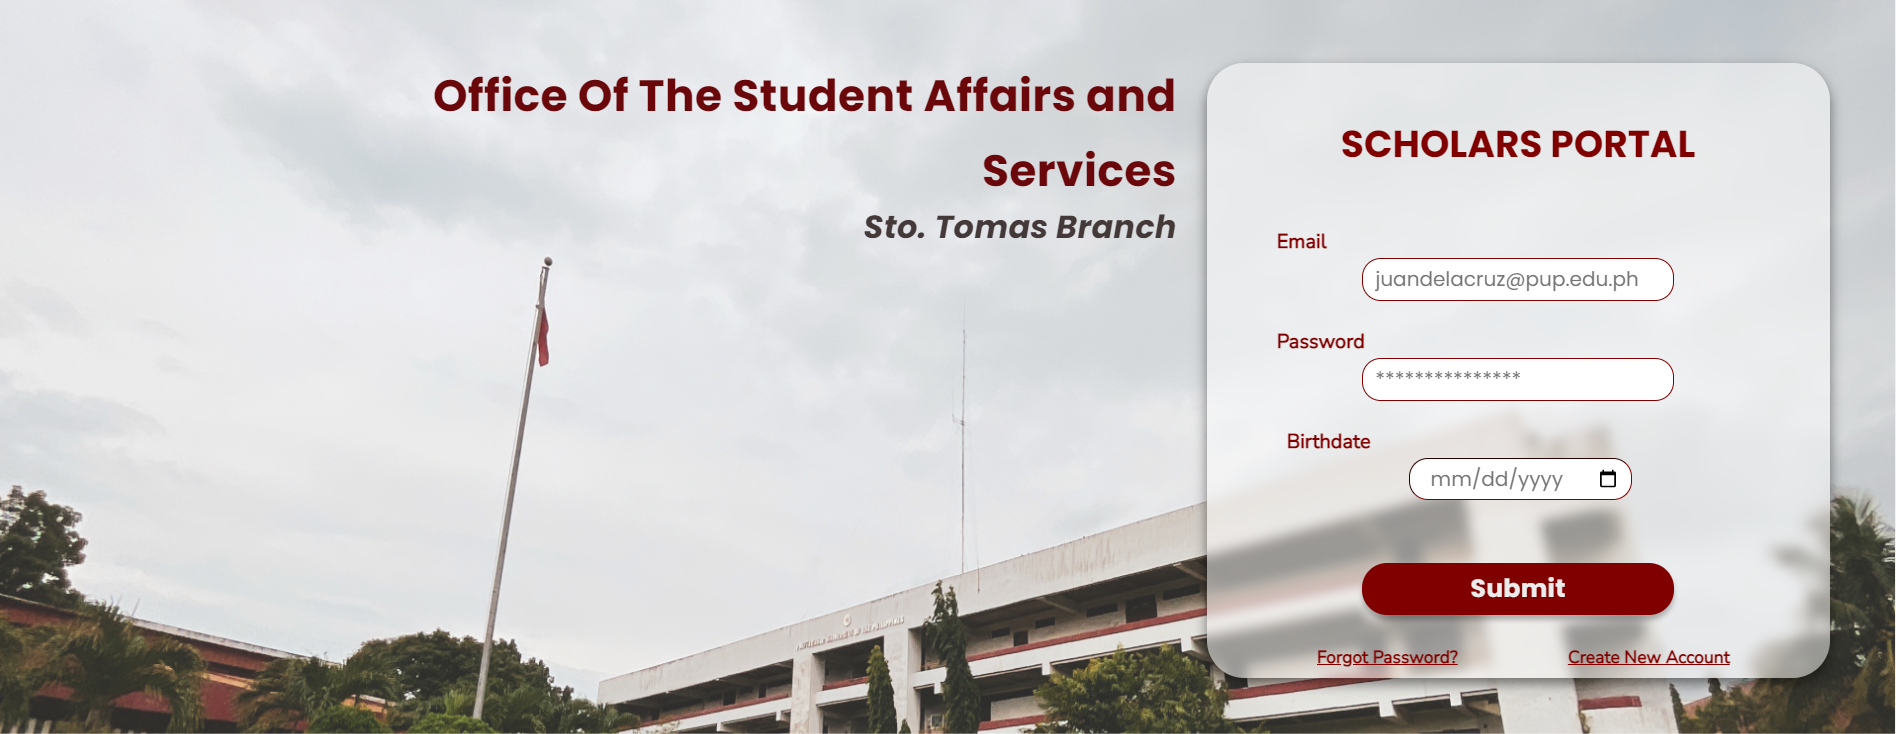 Office Of The Student Affairs and
Services
Sto. Tomas Branch
SCHOLARS PORTAL
Email
juandelacruz@pup.edu.ph
Password
***************
Birthdate
mm/dd/yyyy
Submit
Forgot Password?
Create New Account